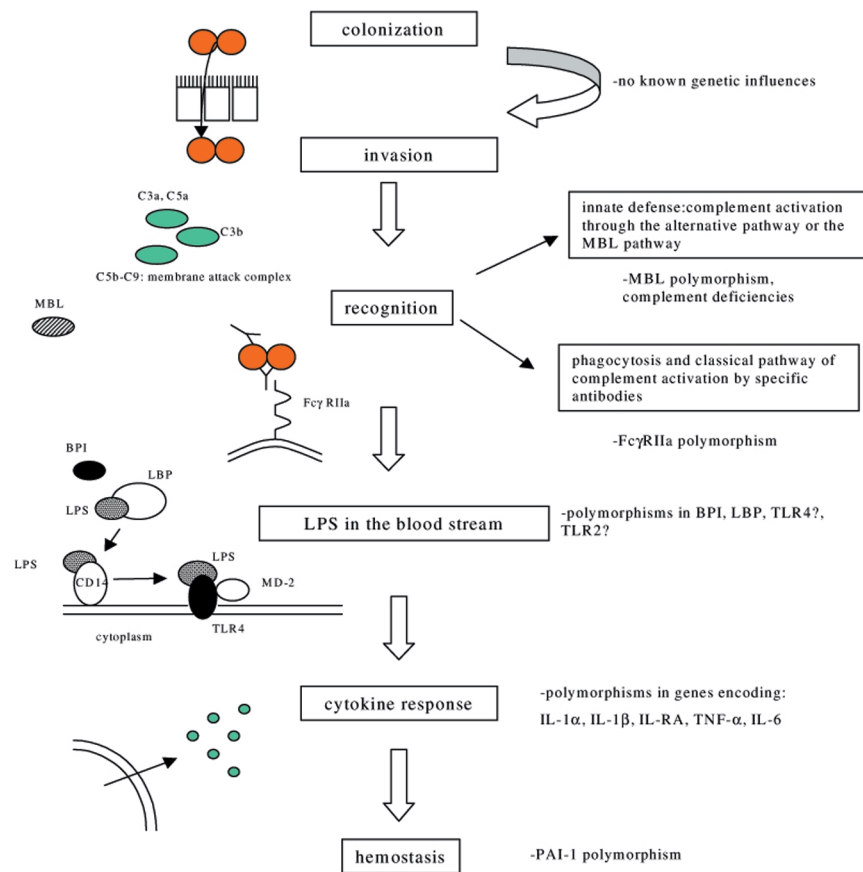 colonization
-no known genetic influences
invasion
C3a, C5a
C3b
C5b-C9: membrane attack complex
innate defense:complement activation
through the alternative pathway or the
MBL pathway
-MBL polymorphism,
complement deficiencies
MBL
recognition
phagocytosis and classical pathway of
complement activation by specific
antibodies
Fcγ RIIa
-FcγRIIa polymorphism
BPI
LBP
LPS
LPS in the blood stream
-polymorphisms in BPI, LBP, TLR4?,
TLR2?
LPS
LPS
CD14
MD-2
TLR4
cytoplasm
cytokine response
-polymorphisms in genes encoding:
IL-1α, IL-1β, IL-RA, TNF-α, IL-6
hemostasis
-PAI-1 polymorphism